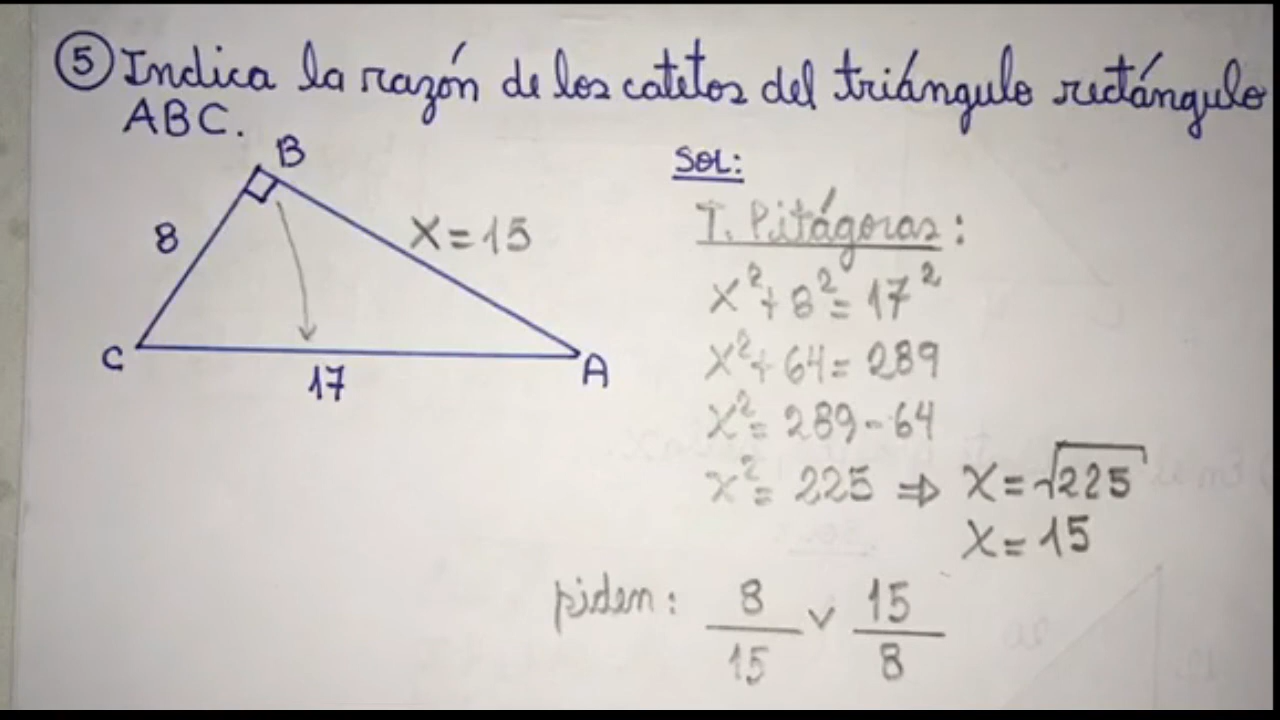 ⑤ Indica la razón de los catetos del triángulo rectángulo
ABC.
B
8
X = 15
C
17
A
Sol:
T. Pitágoras:
x² + 8² = 17²
x² + 64 = 289
x² = 289 - 64
x² = 225 ⇒ x = √225
x = 15
piden: 8/15 v 15/8